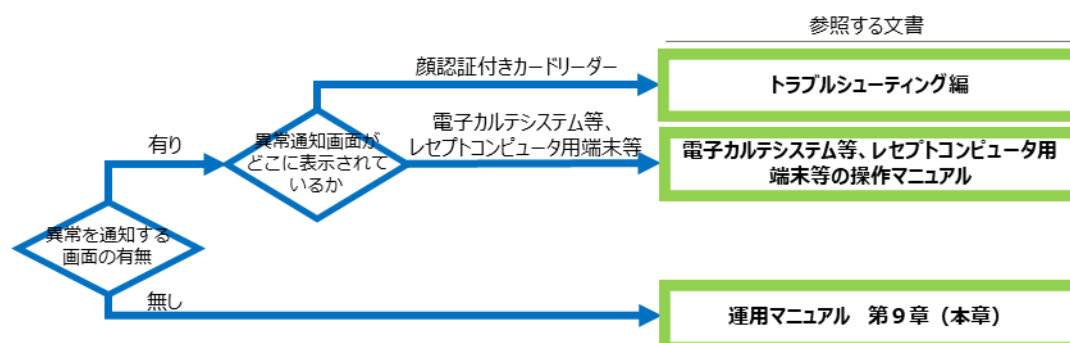 参照する文書
顔認証付きカードリーダー
トラブルシューティング編
電子カルテシステム等、
レセプトコンピュータ用端末等
異常通知画面が
どこに表示されて
いるか
有り
電子カルテシステム等、レセプトコンピュータ用
端末等の操作マニュアル
異常を通知する
画面の有無
無し
運用マニュアル 第９章（本章）